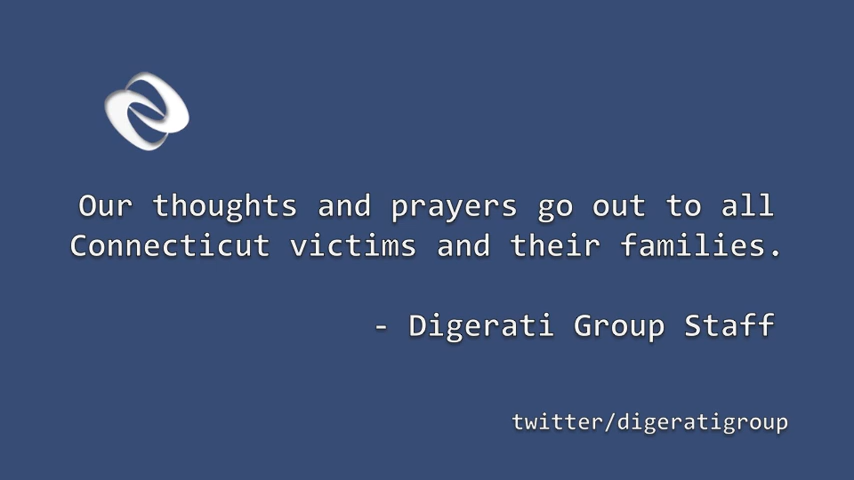 Our thoughts and prayers go out to all
Connecticut victims and their families.
- Digerati Group Staff
twitter/digeratigroup